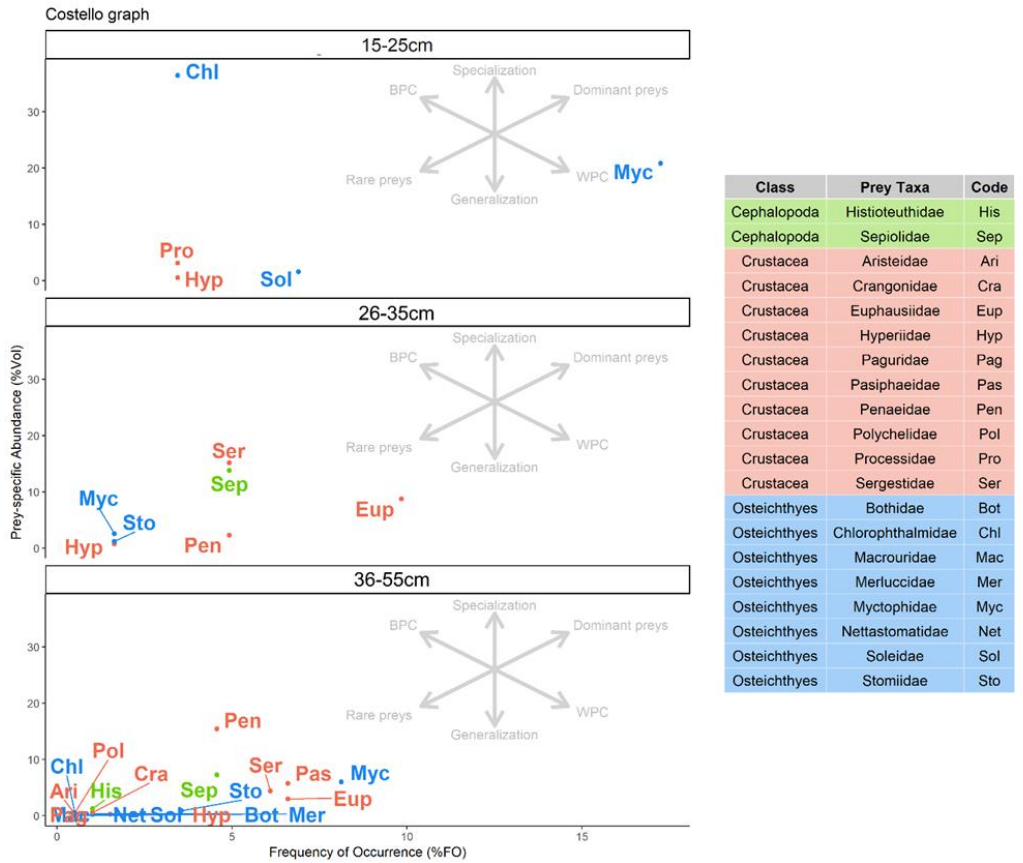 Costello graph
15-25cm
Chl
Specialization
BPC
Dominant preys
30
20
Myc
Rare preys
WPC
Generalization
10
Pro
Hyp
Sol
0
26-35cm
Specialization
BPC
Dominant preys
30
20
Rare preys
WPC
Generalization
Ser
Sep
10
Myc
Sto
Eup
Hyp
Pen
0
36-55cm
Specialization
BPC
Dominant preys
30
20
Rare preys
WPC
Generalization
Pen
10
Chl
Pol
Cra
Ser
Pas
Myc
Ari
His
Sep
Sto
Eup
Pag
Net
Sol
Hyp
Bot
Mer
0
0
5
10
15
Frequency of Occurrence (%FO)
Prey-specific Abundance (%Vol)
Class Prey Taxa Code
Cephalopoda Histioteuthidae His
Cephalopoda Sepiolidae Sep
Crustacea Aristeidae Ari
Crustacea Crangonidae Cra
Crustacea Euphausiidae Eup
Crustacea Hyperiidae Hyp
Crustacea Paguridae Pag
Crustacea Pasiphaeidae Pas
Crustacea Penaeidae Pen
Crustacea Polychelidae Pol
Crustacea Processidae Pro
Crustacea Sergestidae Ser
Osteichthyes Bothidae Bot
Osteichthyes Chlorophthalmidae Chl
Osteichthyes Macrouridae Mac
Osteichthyes Merluccidae Mer
Osteichthyes Myctophidae Myc
Osteichthyes Nettastomatidae Net
Osteichthyes Soleidae Sol
Osteichthyes Stomiidae Sto